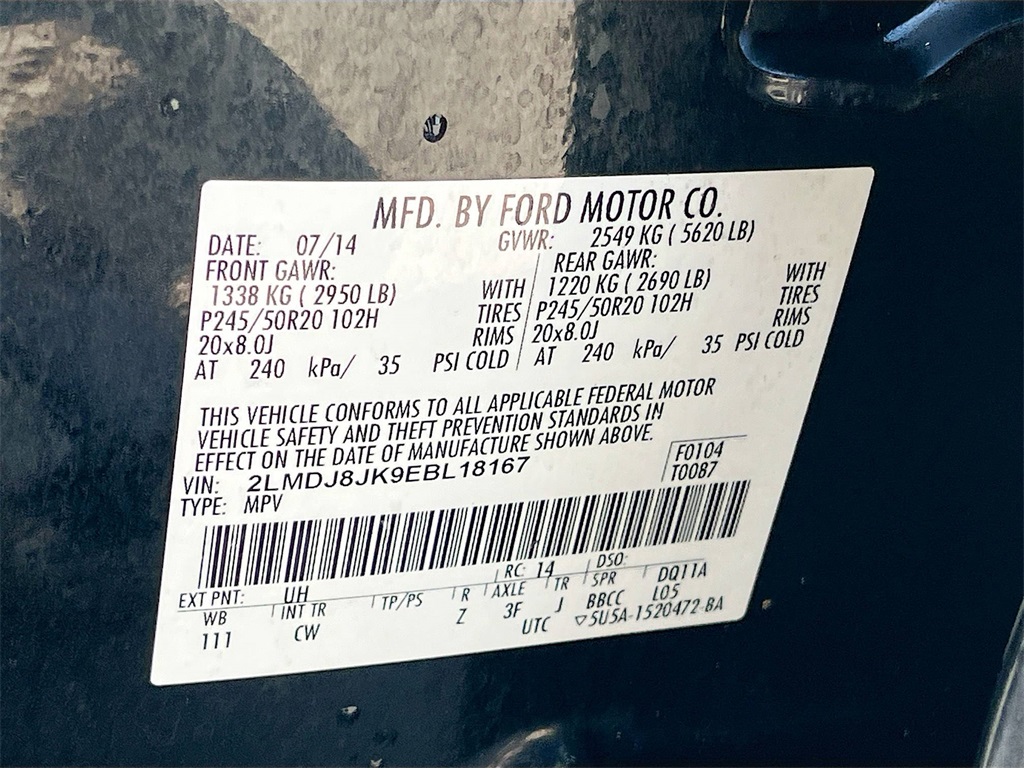 MFD. BY FORD MOTOR CO.
DATE: 07/14 GVWR: 2549 KG ( 5620 LB)
FRONT GAWR: REAR GAWR:
1338 KG ( 2950 LB) WITH 1220 KG ( 2690 LB) WITH
P245/50R20 102H TIRES P245/50R20 102H TIRES
20x8.0J RIMS 20x8.0J RIMS
AT 240 kPa/ 35 PSI COLD AT 240 kPa/ 35 PSI COLD
THIS VEHICLE CONFORMS TO ALL APPLICABLE FEDERAL MOTOR
VEHICLE SAFETY AND THEFT PREVENTION STANDARDS IN
EFFECT ON THE DATE OF MANUFACTURE SHOWN ABOVE.
VIN: 2LMDJ8JK9EBL18167 F0104
TYPE: MPV T0087
EXT PNT: UH RC: 14 DSO:
WB INT TR TP/PS R AXLE TR SPR DQ11A
111 CW Z 3F J BBCC L05
UTC ▽5U5A-1520472-BA